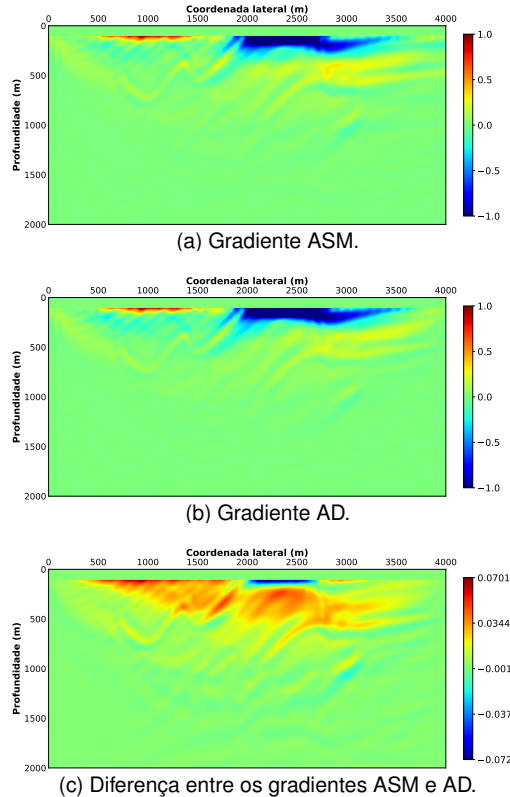 Coordenada lateral (m)
0 500 1000 1500 2000 2500 3000 3500 4000
Profundidade (m)
0
500
1000
1500
2000
1.0
0.5
0.0
−0.5
−1.0
(a) Gradiente ASM.
Coordenada lateral (m)
0 500 1000 1500 2000 2500 3000 3500 4000
Profundidade (m)
0
500
1000
1500
2000
1.0
0.5
0.0
−0.5
−1.0
(b) Gradiente AD.
Coordenada lateral (m)
0 500 1000 1500 2000 2500 3000 3500 4000
Profundidade (m)
0
500
1000
1500
2000
0.0701
0.0344
−0.001
−0.037
−0.072
(c) Diferença entre os gradientes ASM e AD.